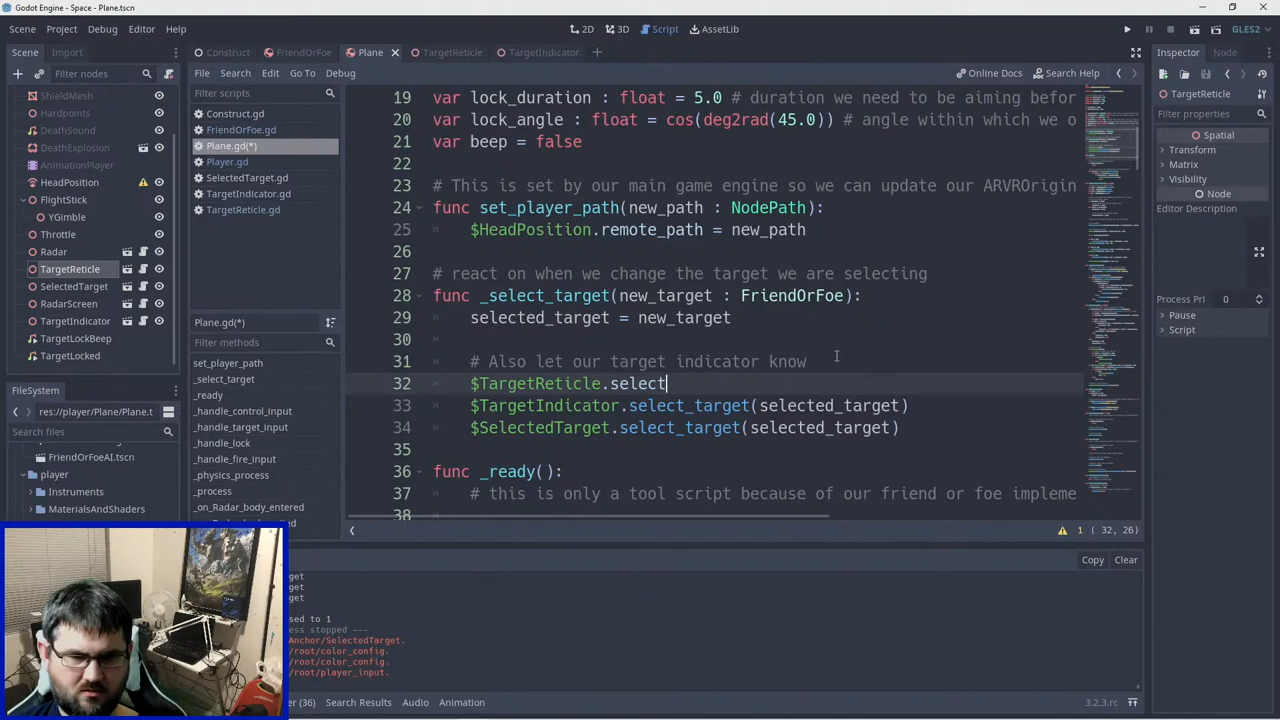 Godot Engine - Space - Plane.tscn
Scene Project Debug Editor Help
2D 3D Script AssetLib
GLES2
Scene Import
Construct FriendOrFoe Plane TargetReticle TargetIndicator
Inspector Node
Filter nodes
File Search Edit Go To Debug
Online Docs Search Help
ShieldMesh
Hardpoints
DeathSound
DeathExplosion
AnimationPlayer
HeadPosition
FlightStick
YGimble
Throttle
Radar
TargetReticle
SelectedTarget
RadarScreen
TargetIndicator
TargetLockBeep
TargetLocked
FileSystem
res://player/Plane/Plane.t
Search files
FriendOrFoeAI.tscn
player
Instruments
MaterialsAndShaders
Filter scripts
Construct.gd
FriendOrFoe.gd
Plane.gd(*)
Player.gd
SelectedTarget.gd
TargetIndicator.gd
TargetReticle.gd
Plane.gd(*)
Filter methods
set_player_path
_select_target
_ready
_handle_control_input
_handle_target_input
_handle_lock
_handle_fire_input
_physics_process
_process
_on_Radar_body_entered
19 var lock_duration : float = 5.0 # duration we need to be aiming befor
20 var lock_angle : float = cos(deg2rad(45.0)) # angle within which we o
21 var beep = false
22
23 # This is set by our main game engine so we can update our ARVROrigin
24 func set_player_path(new_path : NodePath):
25 $HeadPosition.remote_path = new_path
26
27 # react on when we change the target we are selecting
28 func _select_target(new_target : FriendOrFoe):
29 selected_target = new_target
30
31 # Also let our target indicator know
32 $TargetReticle.select
33 $TargetIndicator.select_target(selected_target)
34 $SelectedTarget.select_target(selected_target)
35
36 func _ready():
37 # this is only a tool script because of our friend or foe impleme
38
1 ( 32, 26)
TargetReticle
Filter properties
Spatial
Transform
Matrix
Visibility
Node
Editor Description
Process Pri 0
Pause
Script
Copy Clear
used to 1
ess stopped ---
Anchor/SelectedTarget.
/root/color_config.
/root/color_config.
/root/player_input.
(36) Search Results Audio Animation
3.2.3.rc